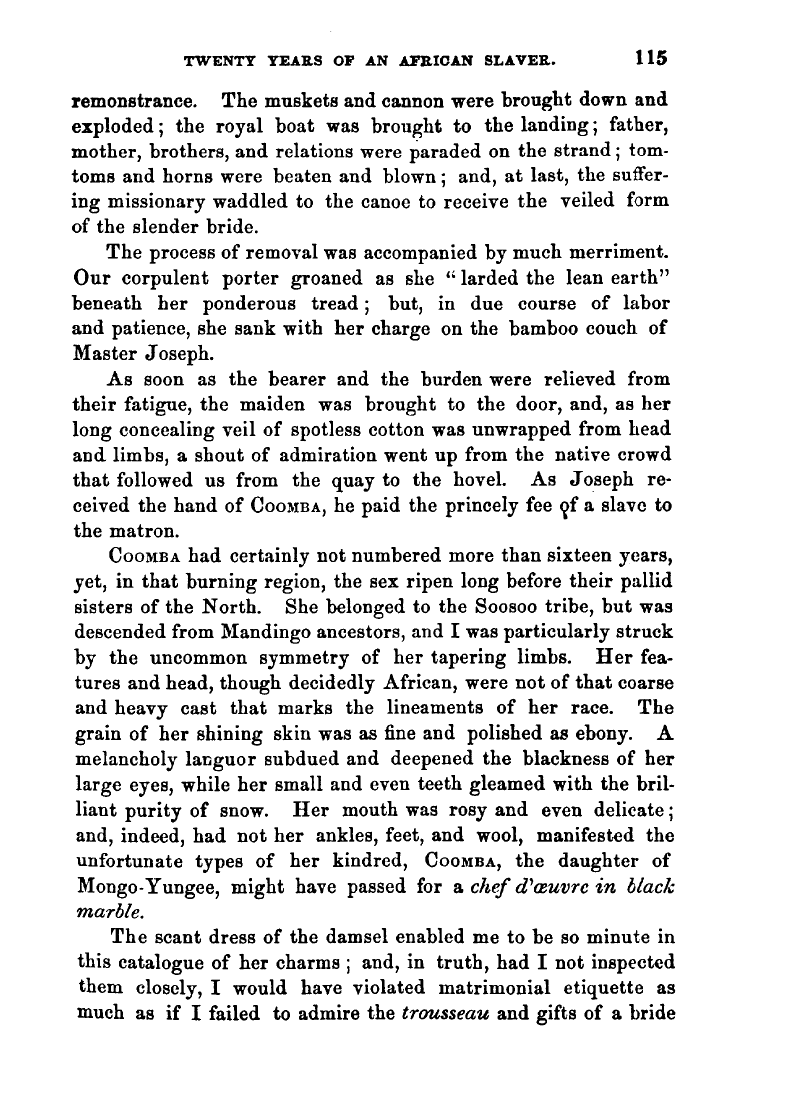 TWENTY YEARS OF AN AFRICAN SLAVER. 115
remonstrance. The muskets and cannon were brought down and
exploded; the royal boat was brought to the landing; father,
mother, brothers, and relations were paraded on the strand; tom-
toms and horns were beaten and blown; and, at last, the suffer-
ing missionary waddled to the canoe to receive the veiled form
of the slender bride.
The process of removal was accompanied by much merriment.
Our corpulent porter groaned as she “larded the lean earth”
beneath her ponderous tread; but, in due course of labor
and patience, she sank with her charge on the bamboo couch of
Master Joseph.
As soon as the bearer and the burden were relieved from
their fatigue, the maiden was brought to the door, and, as her
long concealing veil of spotless cotton was unwrapped from head
and limbs, a shout of admiration went up from the native crowd
that followed us from the quay to the hovel. As Joseph re-
ceived the hand of COOMBA, he paid the princely fee of a slave to
the matron.
COOMBA had certainly not numbered more than sixteen years,
yet, in that burning region, the sex ripen long before their pallid
sisters of the North. She belonged to the Soosoo tribe, but was
descended from Mandingo ancestors, and I was particularly struck
by the uncommon symmetry of her tapering limbs. Her fea-
tures and head, though decidedly African, were not of that coarse
and heavy cast that marks the lineaments of her race. The
grain of her shining skin was as fine and polished as ebony. A
melancholy languor subdued and deepened the blackness of her
large eyes, while her small and even teeth gleamed with the bril-
liant purity of snow. Her mouth was rosy and even delicate;
and, indeed, had not her ankles, feet, and wool, manifested the
unfortunate types of her kindred, COOMBA, the daughter of
Mongo-Yungee, might have passed for a chef d'œuvre in black
marble.
The scant dress of the damsel enabled me to be so minute in
this catalogue of her charms; and, in truth, had I not inspected
them closely, I would have violated matrimonial etiquette as
much as if I failed to admire the trousseau and gifts of a bride